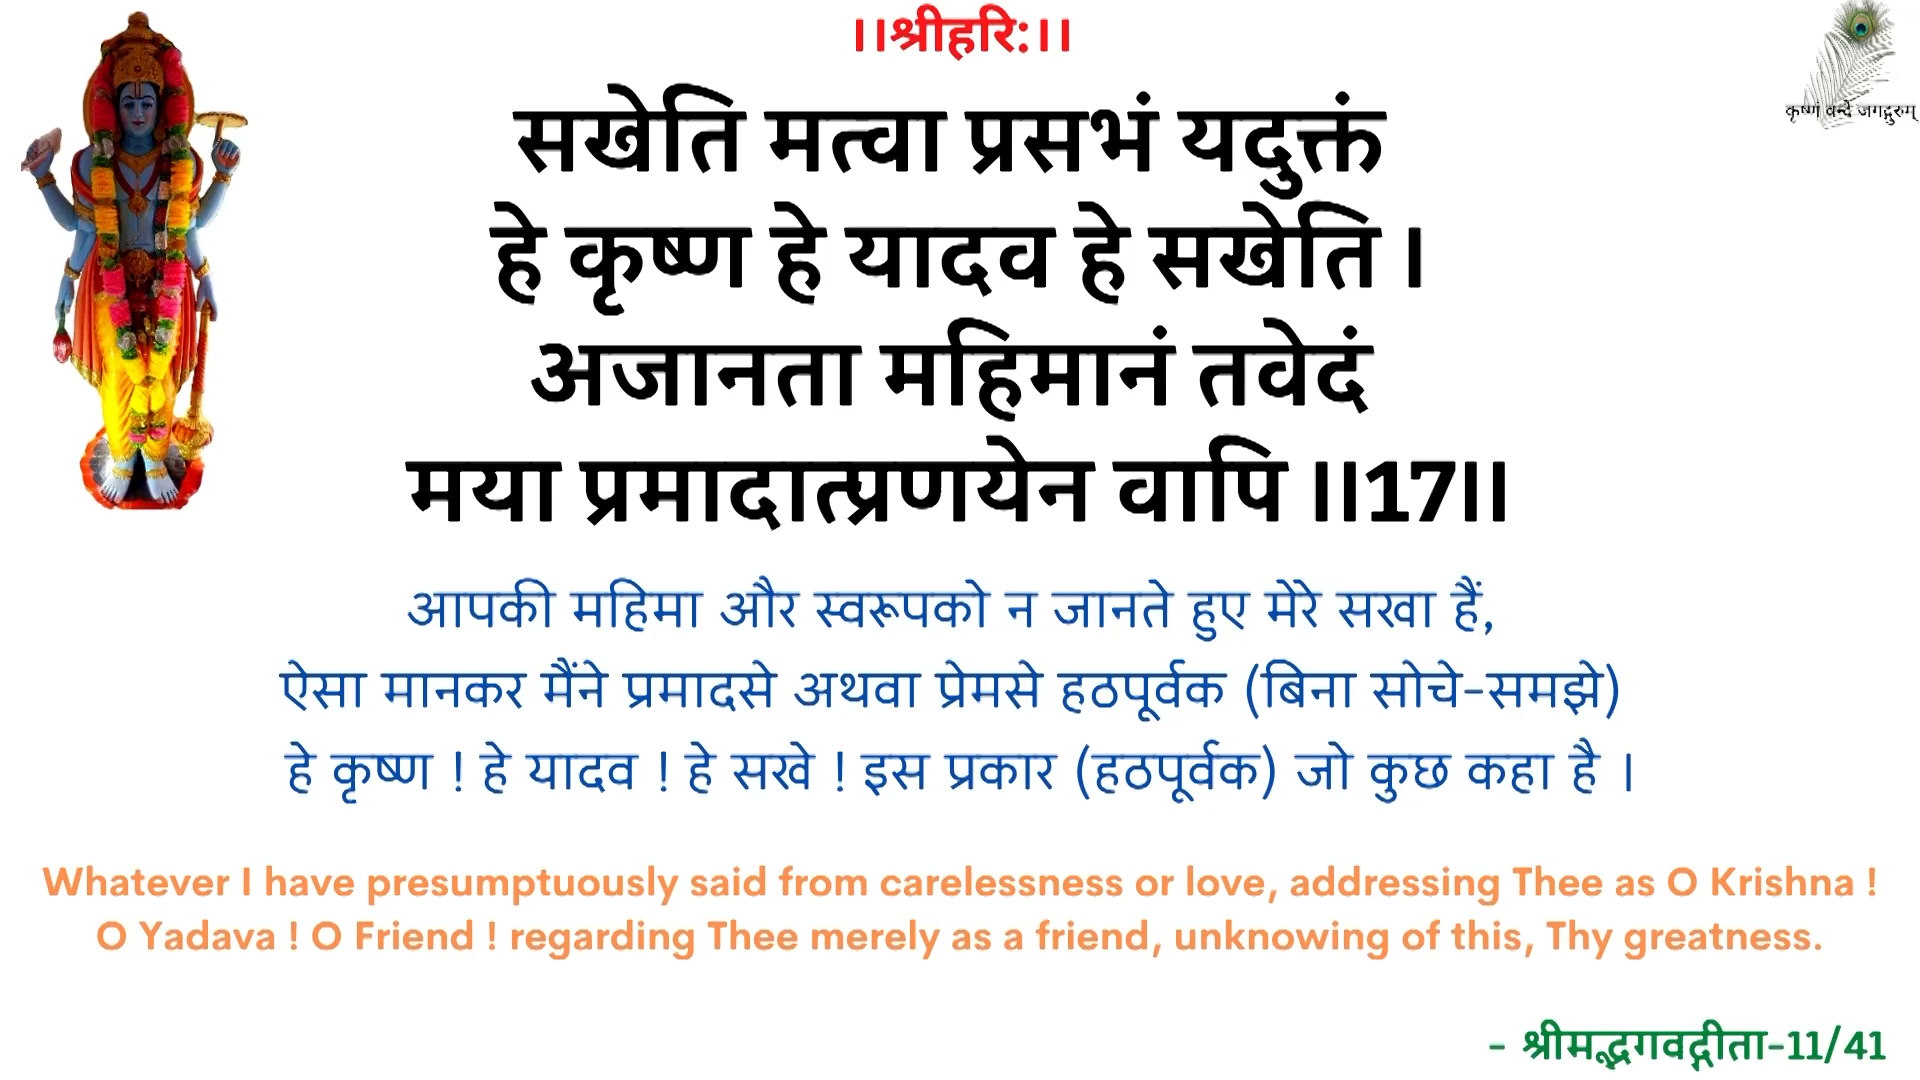 ।।श्रीहरि:।।
कृष्णं वन्दे जगद्गुरुम्
सखेति मत्वा प्रसभं यदुक्तं
हे कृष्ण हे यादव हे सखेति ।
अजानता महिमानं तवेदं
मया प्रमादात्प्रणयेन वापि ।।17।।
आपकी महिमा और स्वरूपको न जानते हुए मेरे सखा हैं,
ऐसा मानकर मैंने प्रमादसे अथवा प्रेमसे हठपूर्वक (बिना सोचे-समझे)
हे कृष्ण ! हे यादव ! हे सखे ! इस प्रकार (हठपूर्वक) जो कुछ कहा है ।
Whatever I have presumptuously said from carelessness or love, addressing Thee as O Krishna !
O Yadava ! O Friend ! regarding Thee merely as a friend, unknowing of this, Thy greatness.
- श्रीमद्भगवद्गीता-11/41